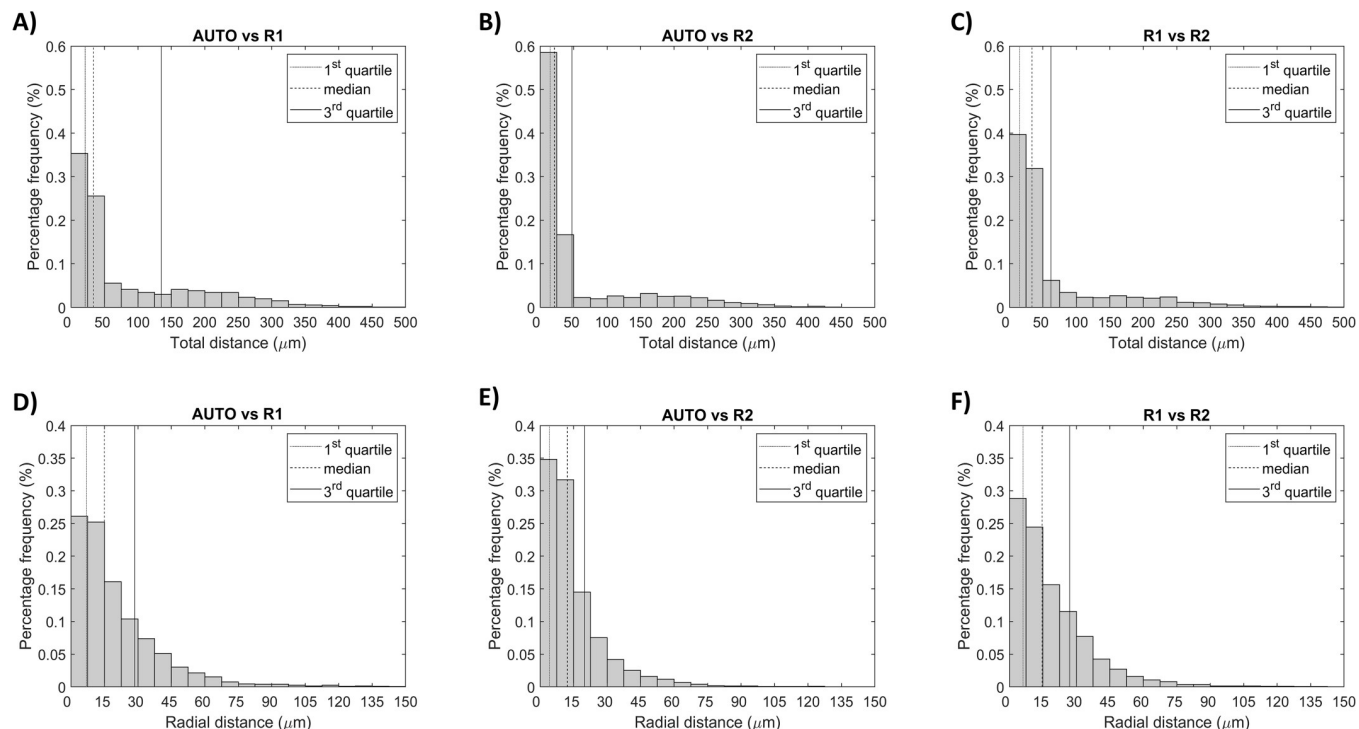 A)
AUTO vs R1
Percentage frequency (%)
0.6
0.5
0.4
0.3
0.2
0.1
0
0 50 100 150 200 250 300 350 400 450 500
Total distance (μm)
1st quartile
median
3rd quartile
B)
AUTO vs R2
Percentage frequency (%)
0.6
0.5
0.4
0.3
0.2
0.1
0
0 50 100 150 200 250 300 350 400 450 500
Total distance (μm)
1st quartile
median
3rd quartile
C)
R1 vs R2
Percentage frequency (%)
0.6
0.5
0.4
0.3
0.2
0.1
0
0 50 100 150 200 250 300 350 400 450 500
Total distance (μm)
1st quartile
median
3rd quartile
D)
AUTO vs R1
Percentage frequency (%)
0.4
0.35
0.3
0.25
0.2
0.15
0.1
0.05
0
0 15 30 45 60 75 90 105 120 135 150
Radial distance (μm)
1st quartile
median
3rd quartile
E)
AUTO vs R2
Percentage frequency (%)
0.4
0.35
0.3
0.25
0.2
0.15
0.1
0.05
0
0 15 30 45 60 75 90 105 120 135 150
Radial distance (μm)
1st quartile
median
3rd quartile
F)
R1 vs R2
Percentage frequency (%)
0.4
0.35
0.3
0.25
0.2
0.15
0.1
0.05
0
0 15 30 45 60 75 90 105 120 135 150
Radial distance (μm)
1st quartile
median
3rd quartile